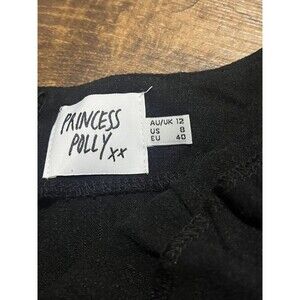 PRINCESS
POLLY xx
AU/UK 12
US 8
EU 40